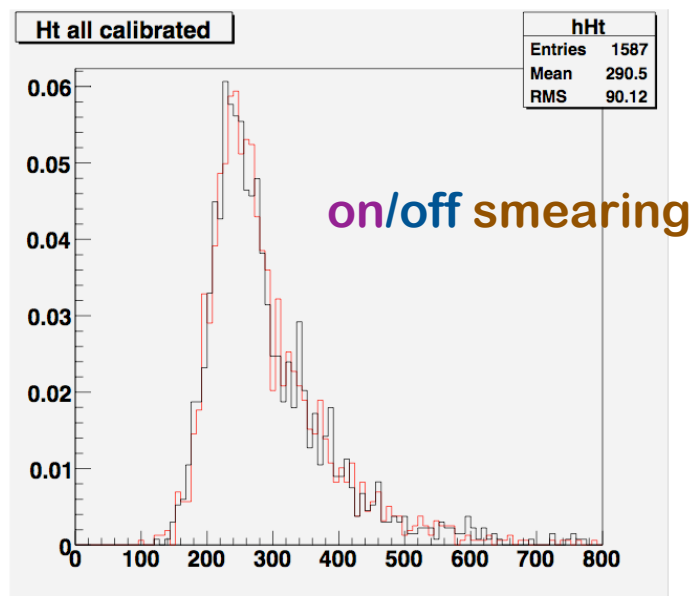 Ht all calibrated
hHt
Entries 1587
Mean 290.5
RMS 90.12
on/off smearing
0.06
0.05
0.04
0.03
0.02
0.01
0
0 100 200 300 400 500 600 700 800